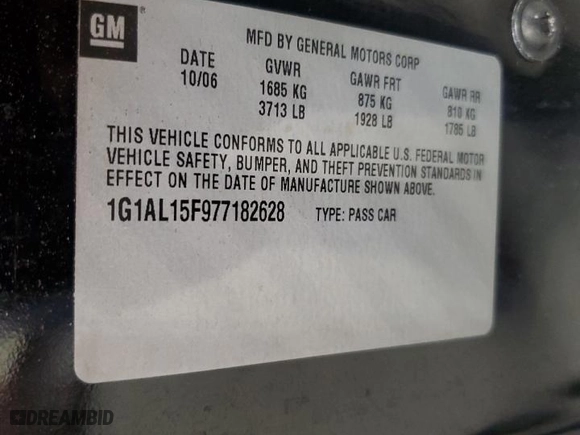 GM
®
MFD BY GENERAL MOTORS CORP
DATE GVWR GAWR FRT GAWR RR
10/06 1685 KG 875 KG 810 KG
3713 LB 1928 LB 1785 LB
THIS VEHICLE CONFORMS TO ALL APPLICABLE U.S. FEDERAL MOTOR
VEHICLE SAFETY, BUMPER, AND THEFT PREVENTION STANDARDS IN
EFFECT ON THE DATE OF MANUFACTURE SHOWN ABOVE.
1G1AL15F977182628 TYPE: PASS CAR
DREAMBID